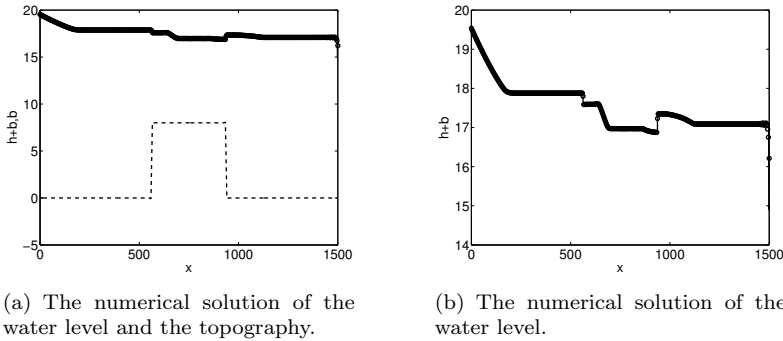 20
15
10
5
0
−5
h+b,b
0
500
1000
1500
x
20
19
18
17
16
15
14
h+b
0
500
1000
1500
x
(a) The numerical solution of the
water level and the topography.
(b) The numerical solution of the
water level.